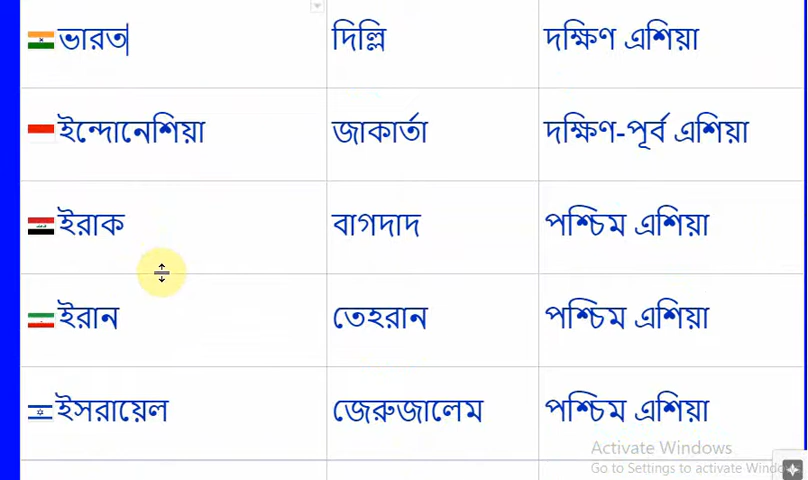 ভারত দিল্লি দক্ষিণ এশিয়া
ইন্দোনেশিয়া জাকার্তা দক্ষিণ-পূর্ব এশিয়া
ইরাক বাগদাদ পশ্চিম এশিয়া
ইরান তেহরান পশ্চিম এশিয়া
ইসরায়েল জেরুজালেম পশ্চিম এশিয়া
Activate Windows
Go to Settings to activate Windo